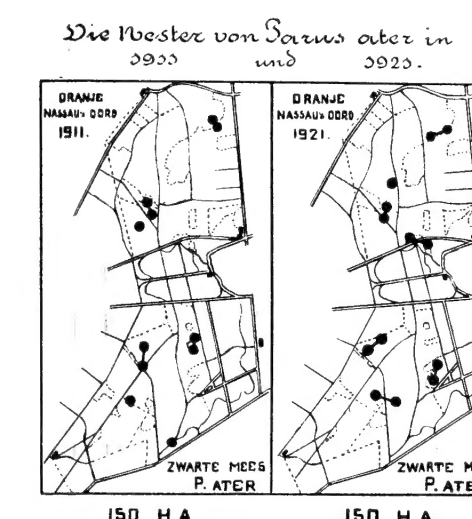 Die Nester von Parus ater in
1911 und 1921.
ORANJE
NASSAU'S OORD
1911.
ZWARTE MEES
P. ATER
150 H.A.
ORANJE
NASSAU'S OORD
1921.
ZWARTE M
P. ATE
150 H.A.